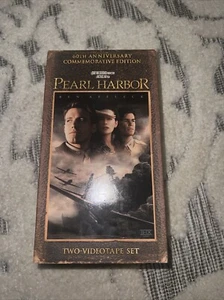 60TH ANNIVERSARY
COMMEMORATIVE EDITION
PEARL HARBOR
TWO-VIDEOTAPE SET